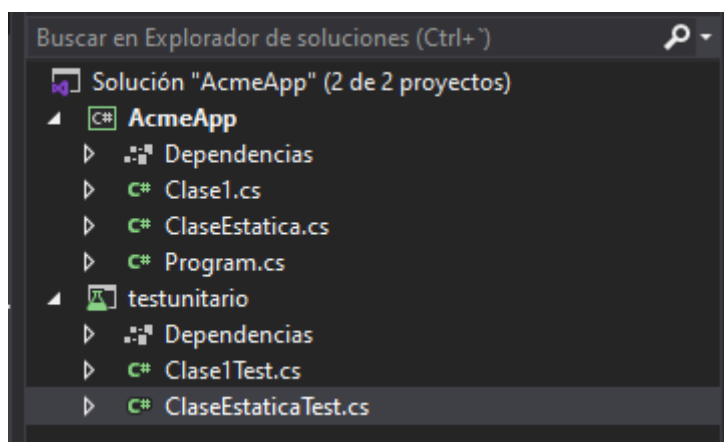 Buscar en Explorador de soluciones (Ctrl+`)
Solución "AcmeApp" (2 de 2 proyectos)
C# AcmeApp
Dependencias
C# Clase1.cs
C# ClaseEstatica.cs
C# Program.cs
testunitario
Dependencias
C# Clase1Test.cs
C# ClaseEstaticaTest.cs